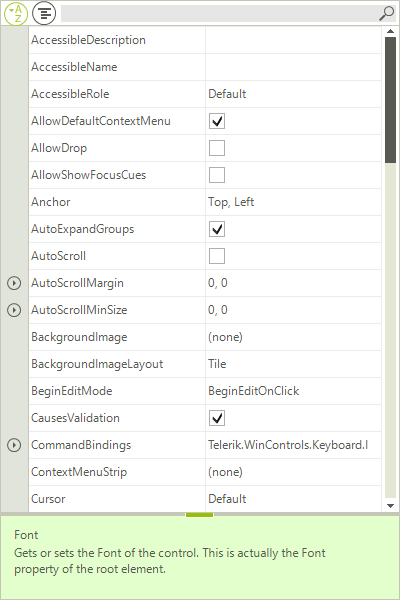 A
Z
AccessibleDescription
AccessibleName
AccessibleRole Default
AllowDefaultContextMenu
AllowDrop
AllowShowFocusCues
Anchor Top, Left
AutoExpandGroups
AutoScroll
AutoScrollMargin 0, 0
AutoScrollMinSize 0, 0
BackgroundImage (none)
BackgroundImageLayout Tile
BeginEditMode BeginEditOnClick
CausesValidation
CommandBindings Telerik.WinControls.Keyboard.I
ContextMenuStrip (none)
Cursor Default
Font
Gets or sets the Font of the control. This is actually the Font
property of the root element.